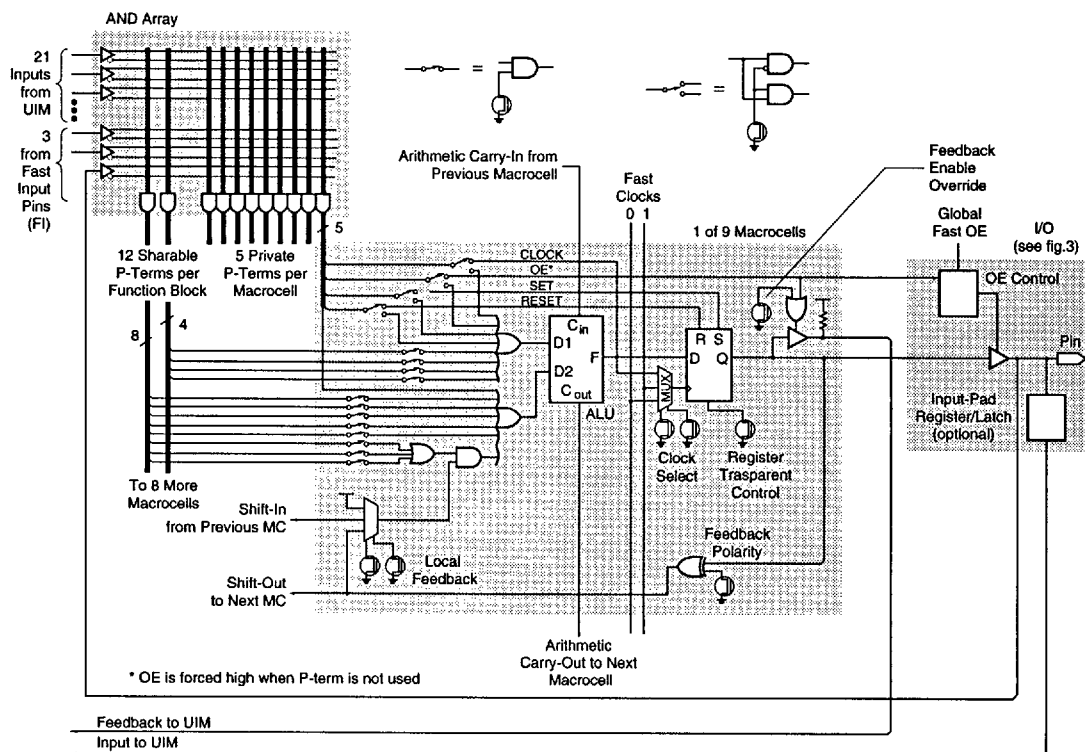 AND Array
21
Inputs
from
UIM
3
from
Fast
Input
Pins
(FI)
=
=
Arithmetic Carry-In from
Previous Macrocell
Fast
Clocks
0 1
Feedback
Enable
Override
Global
Fast OE
I/O
(see fig.3)
1 of 9 Macrocells
5
12 Sharable
P-Terms per
Function Block
5 Private
P-Terms per
Macrocell
CLOCK
OE*
SET
RESET
OE Control
8
4
C in
D1
F
D2
C out
ALU
R S
D Q
MUX
Pin
Input-Pad
Register/Latch
(optional)
Clock
Select
Register
Trasparent
Control
To 8 More
Macrocells
Shift-In
from Previous MC
Local
Feedback
Feedback
Polarity
Shift-Out
to Next MC
Arithmetic
Carry-Out to Next
Macrocell
* OE is forced high when P-term is not used
Feedback to UIM
Input to UIM